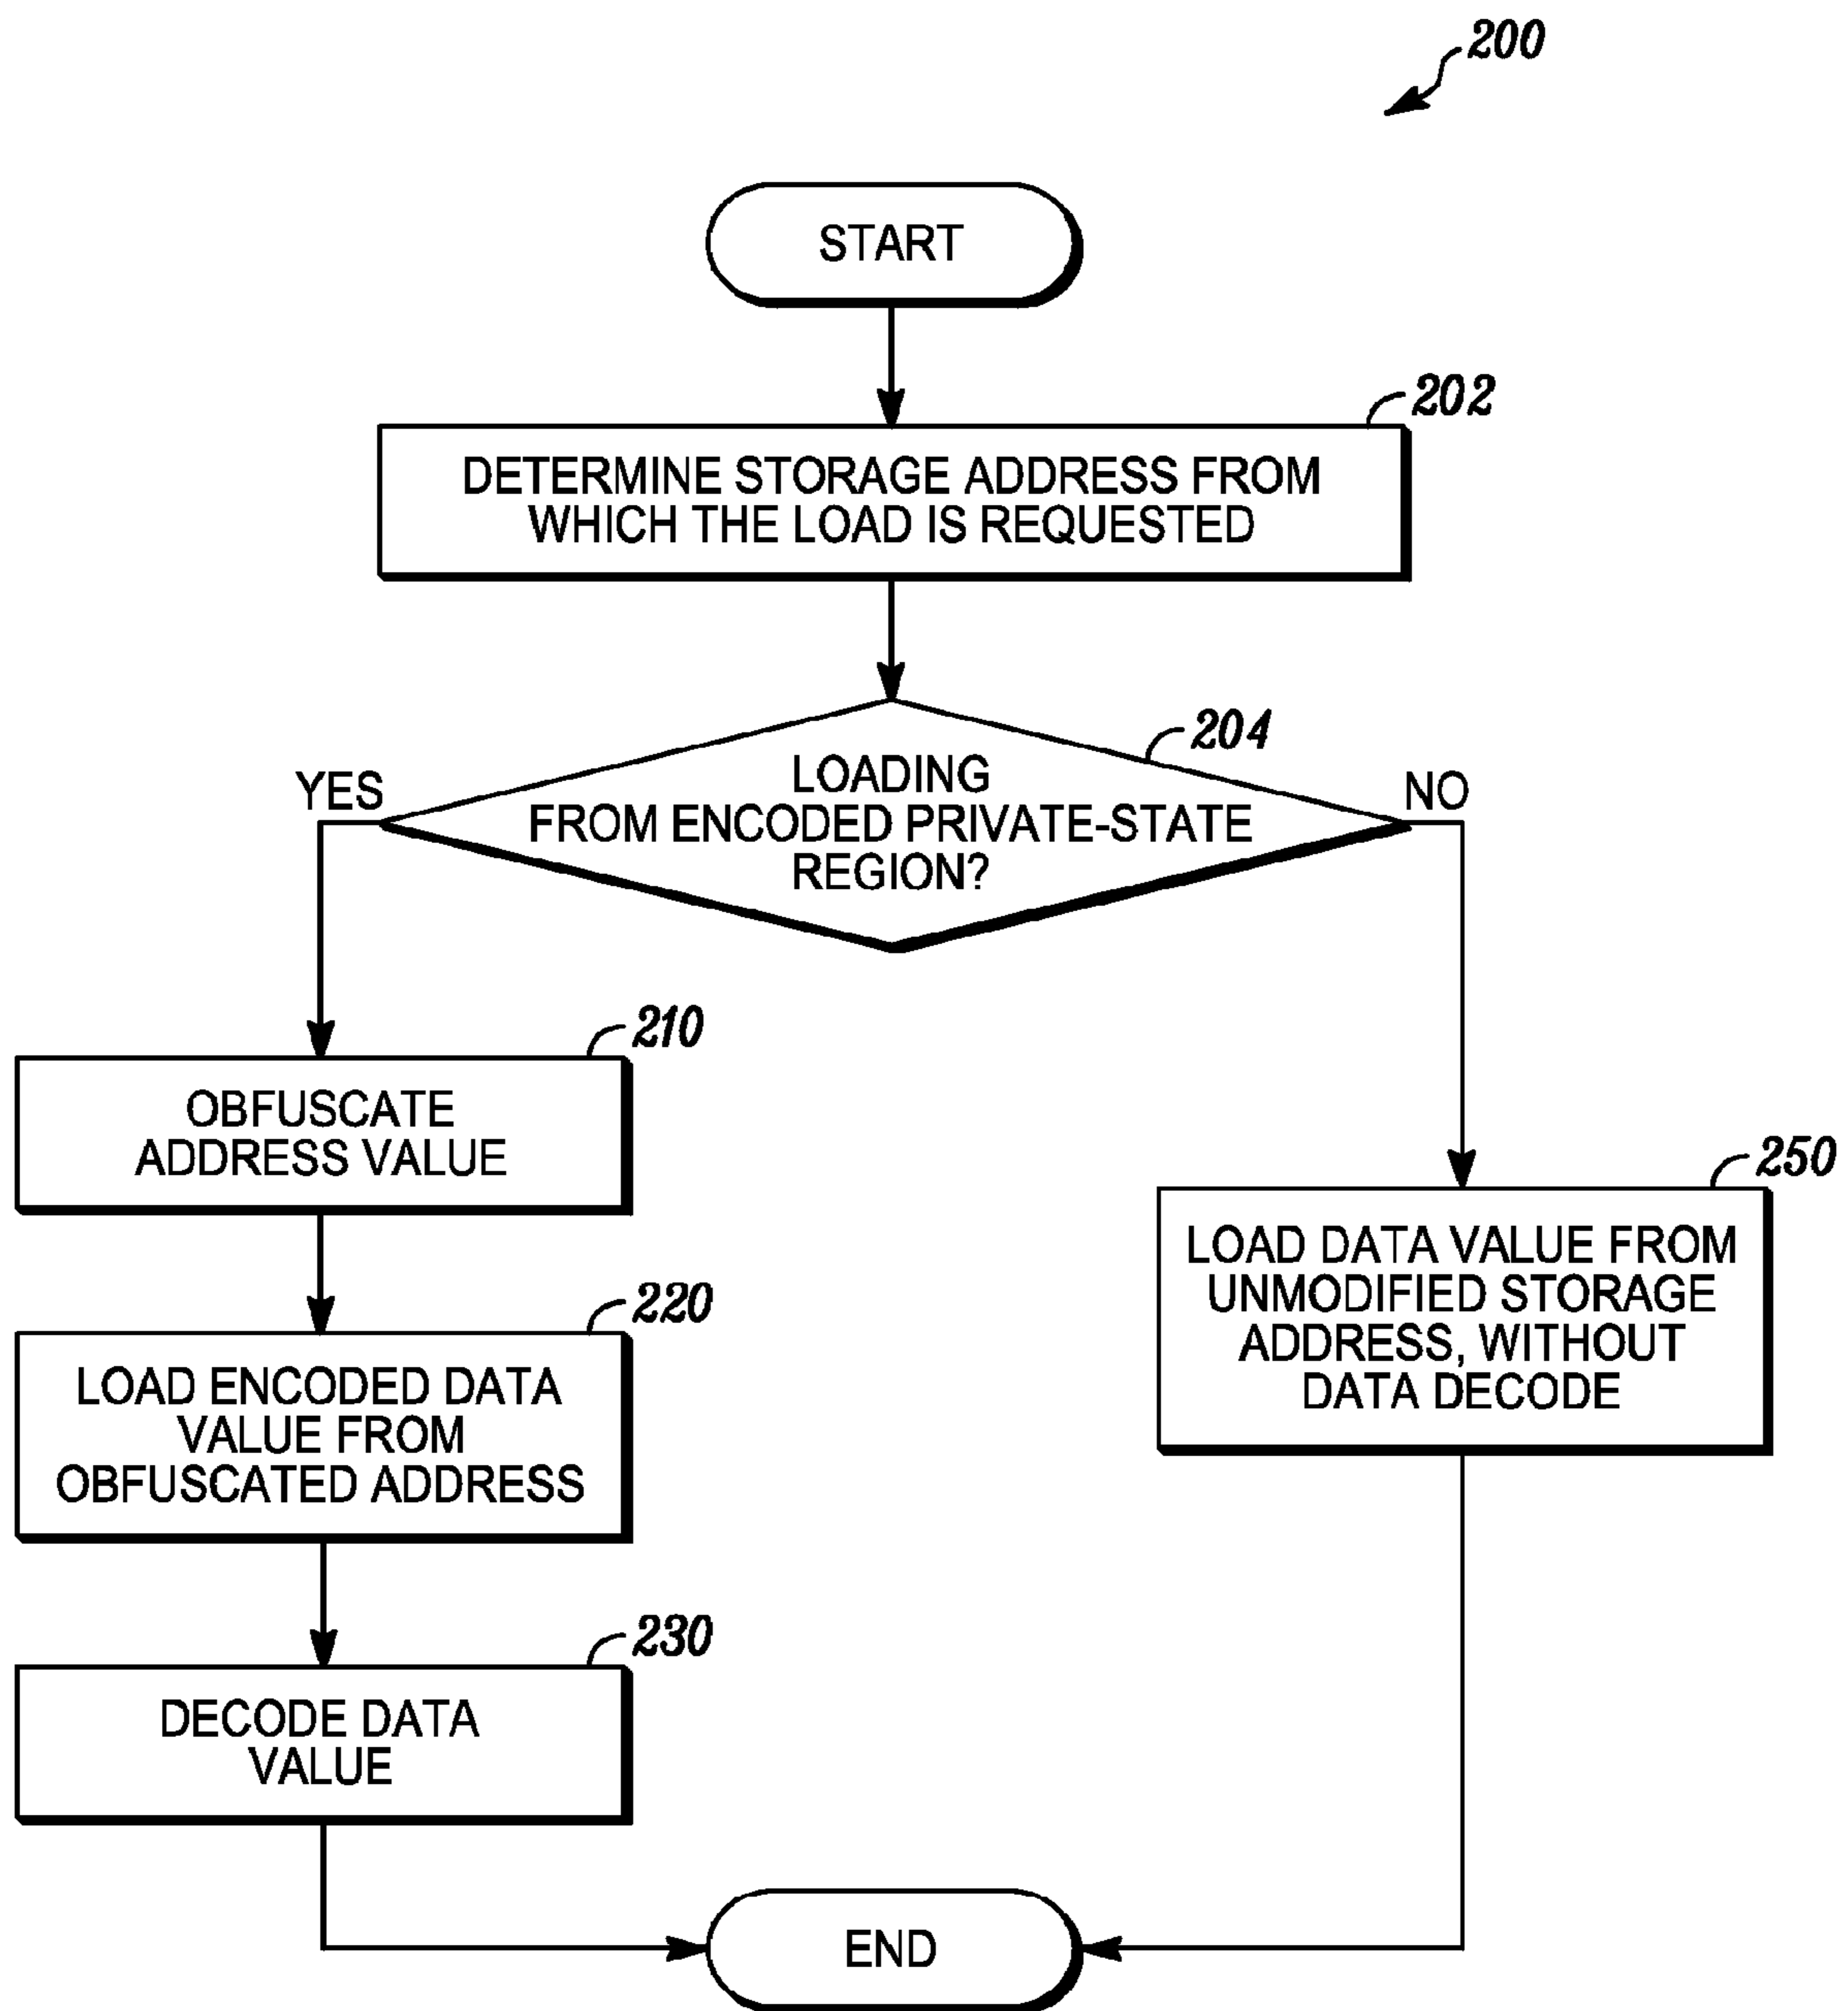 200
START
202
DETERMINE STORAGE ADDRESS FROM
WHICH THE LOAD IS REQUESTED
204
LOADING
FROM ENCODED PRIVATE-STATE
REGION?
YES
NO
210
OBFUSCATE
ADDRESS VALUE
250
LOAD DATA VALUE FROM
UNMODIFIED STORAGE
ADDRESS, WITHOUT
DATA DECODE
220
LOAD ENCODED DATA
VALUE FROM
OBFUSCATED ADDRESS
230
DECODE DATA
VALUE
END